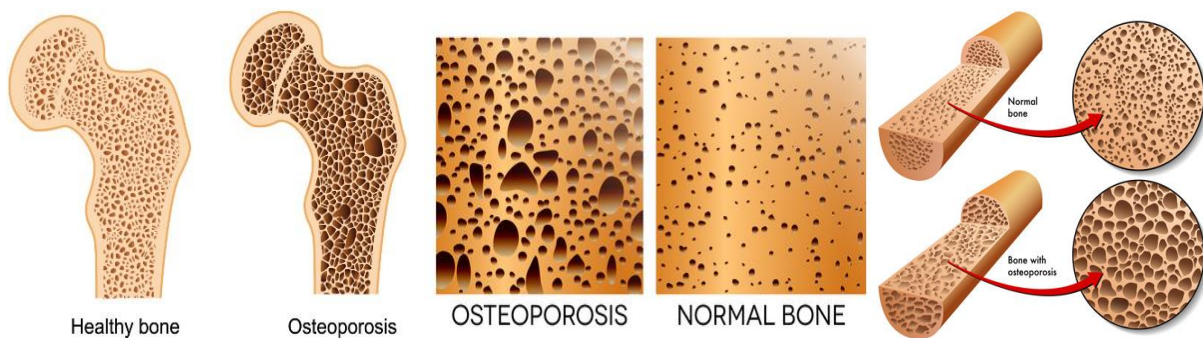 Healthy bone
Osteoporosis
OSTEOPOROSIS
NORMAL BONE
Normal
bone
Bone with
osteoporosis